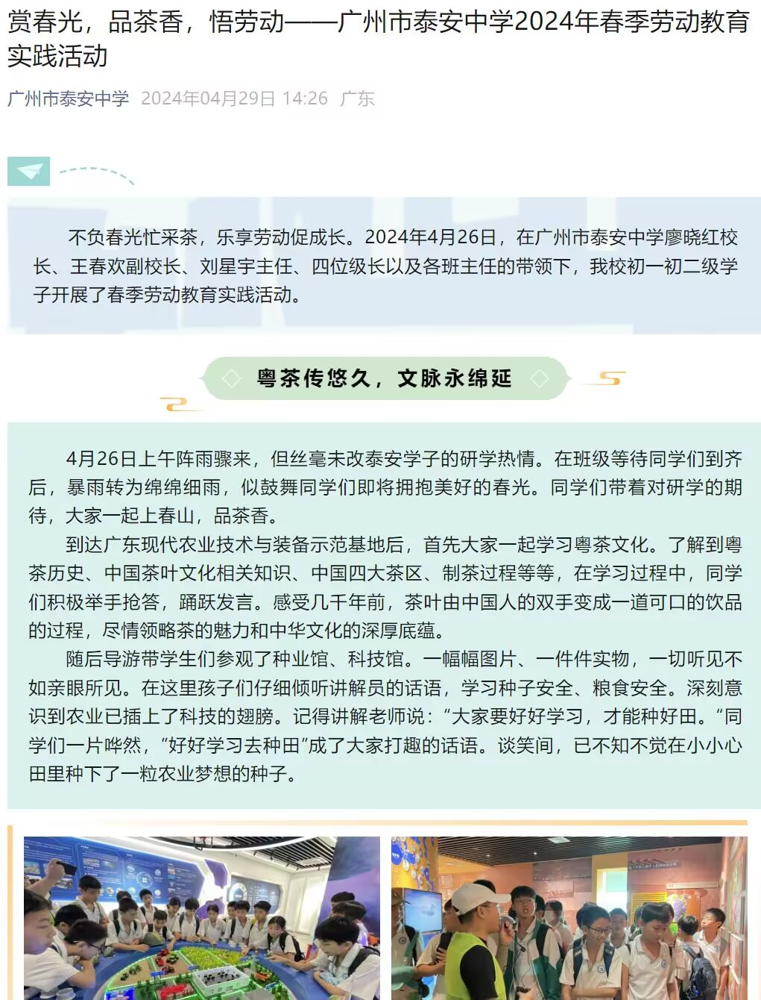 赏春光，品茶香，悟劳动——广州市泰安中学2024年春季劳动教育
实践活动
广州市泰安中学 2024年04月29日 14:26 广东
不负春光忙采茶，乐享劳动促成长。2024年4月26日，在广州市泰安中学廖晓红校
长、王春欢副校长、刘星宇主任、四位级长以及各班主任的带领下，我校初一初二级学
子开展了春季劳动教育实践活动。
粤茶传悠久，文脉永绵延
4月26日上午阵雨骤来，但丝毫未改泰安学子的研学热情。在班级等待同学们到齐
后，暴雨转为绵绵细雨，似鼓舞同学们即将拥抱美好的春光。同学们带着对研学的期
待，大家一起上春山，品茶香。
到达广东现代农业技术与装备示范基地后，首先大家一起学习粤茶文化。了解到粤
茶历史、中国茶叶文化相关知识、中国四大茶区、制茶过程等等，在学习过程中，同学
们积极举手抢答，踊跃发言。感受几千年前，茶叶由中国人的双手变成一道可口的饮品
的过程，尽情领略茶的魅力和中华文化的深厚底蕴。
随后导游带学生们参观了种业馆、科技馆。一幅幅图片、一件件实物，一切听见不
如亲眼所见。在这里孩子们仔细倾听讲解员的话语，学习种子安全、粮食安全。深刻意
识到农业已插上了科技的翅膀。记得讲解老师说：“大家要好好学习，才能种好田。“同
学们一片哗然，”好好学习去种田”成了大家打趣的话语。谈笑间，已不知不觉在小小心
田里种下了一粒农业梦想的种子。